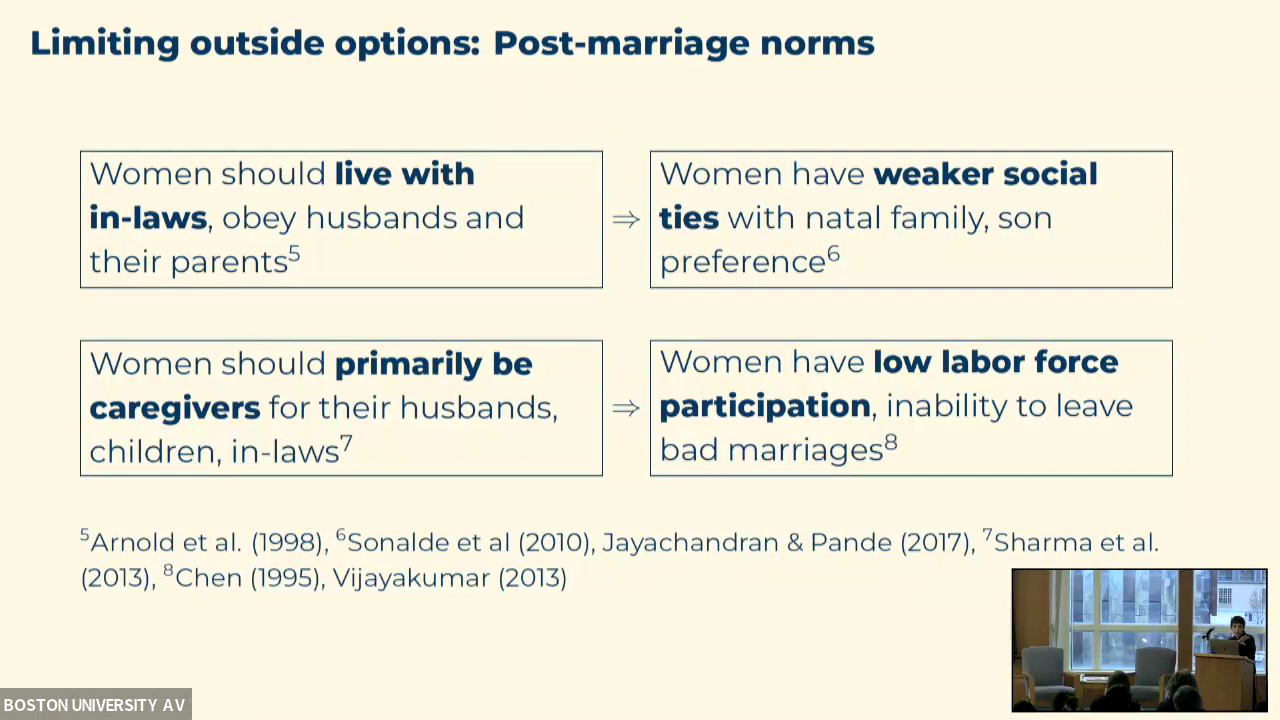 Limiting outside options: Post-marriage norms
Women should live with
in-laws, obey husbands and
their parents⁵
⇒
Women have weaker social
ties with natal family, son
preference⁶
Women should primarily be
caregivers for their husbands,
children, in-laws⁷
⇒
Women have low labor force
participation, inability to leave
bad marriages⁸
⁵Arnold et al. (1998), ⁶Sonalde et al (2010), Jayachandran & Pande (2017), ⁷Sharma et al.
(2013), ⁸Chen (1995), Vijayakumar (2013)
BOSTON UNIVERSITY AV